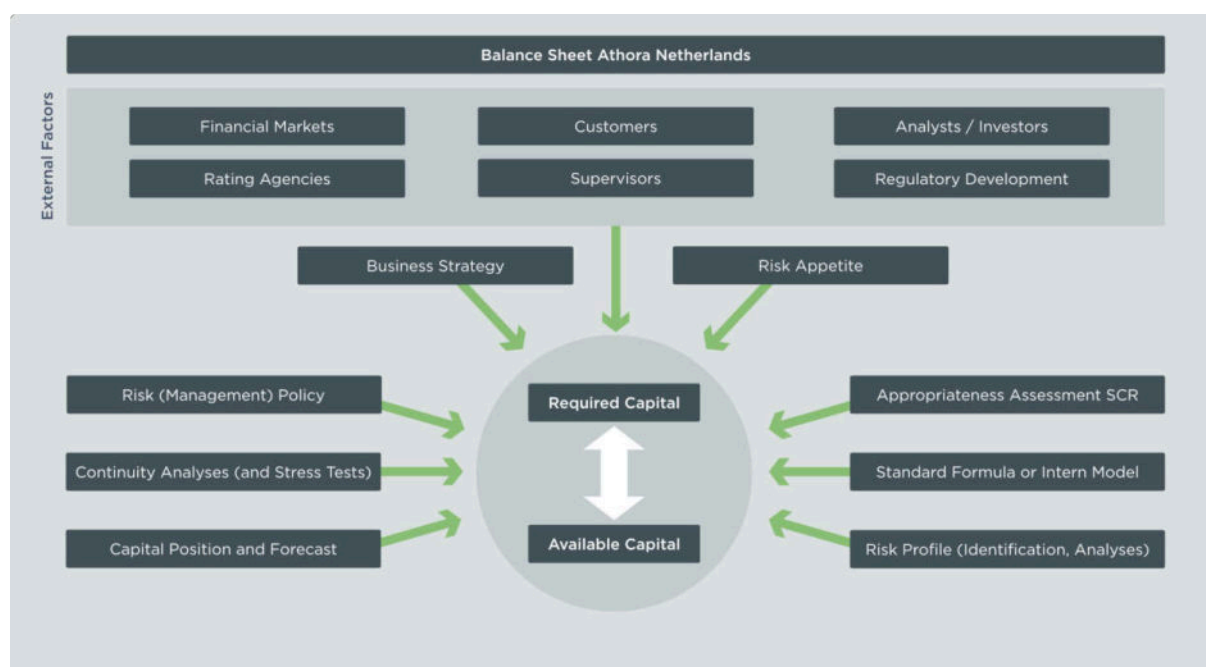 Balance Sheet Athora Netherlands
External Factors
Financial Markets
Customers
Analysts / Investors
Rating Agencies
Supervisors
Regulatory Development
Business Strategy
Risk Appetite
Risk (Management) Policy
Required Capital
Appropriateness Assessment SCR
Continuity Analyses (and Stress Tests)
Standard Formula or Intern Model
Capital Position and Forecast
Available Capital
Risk Profile (Identification, Analyses)